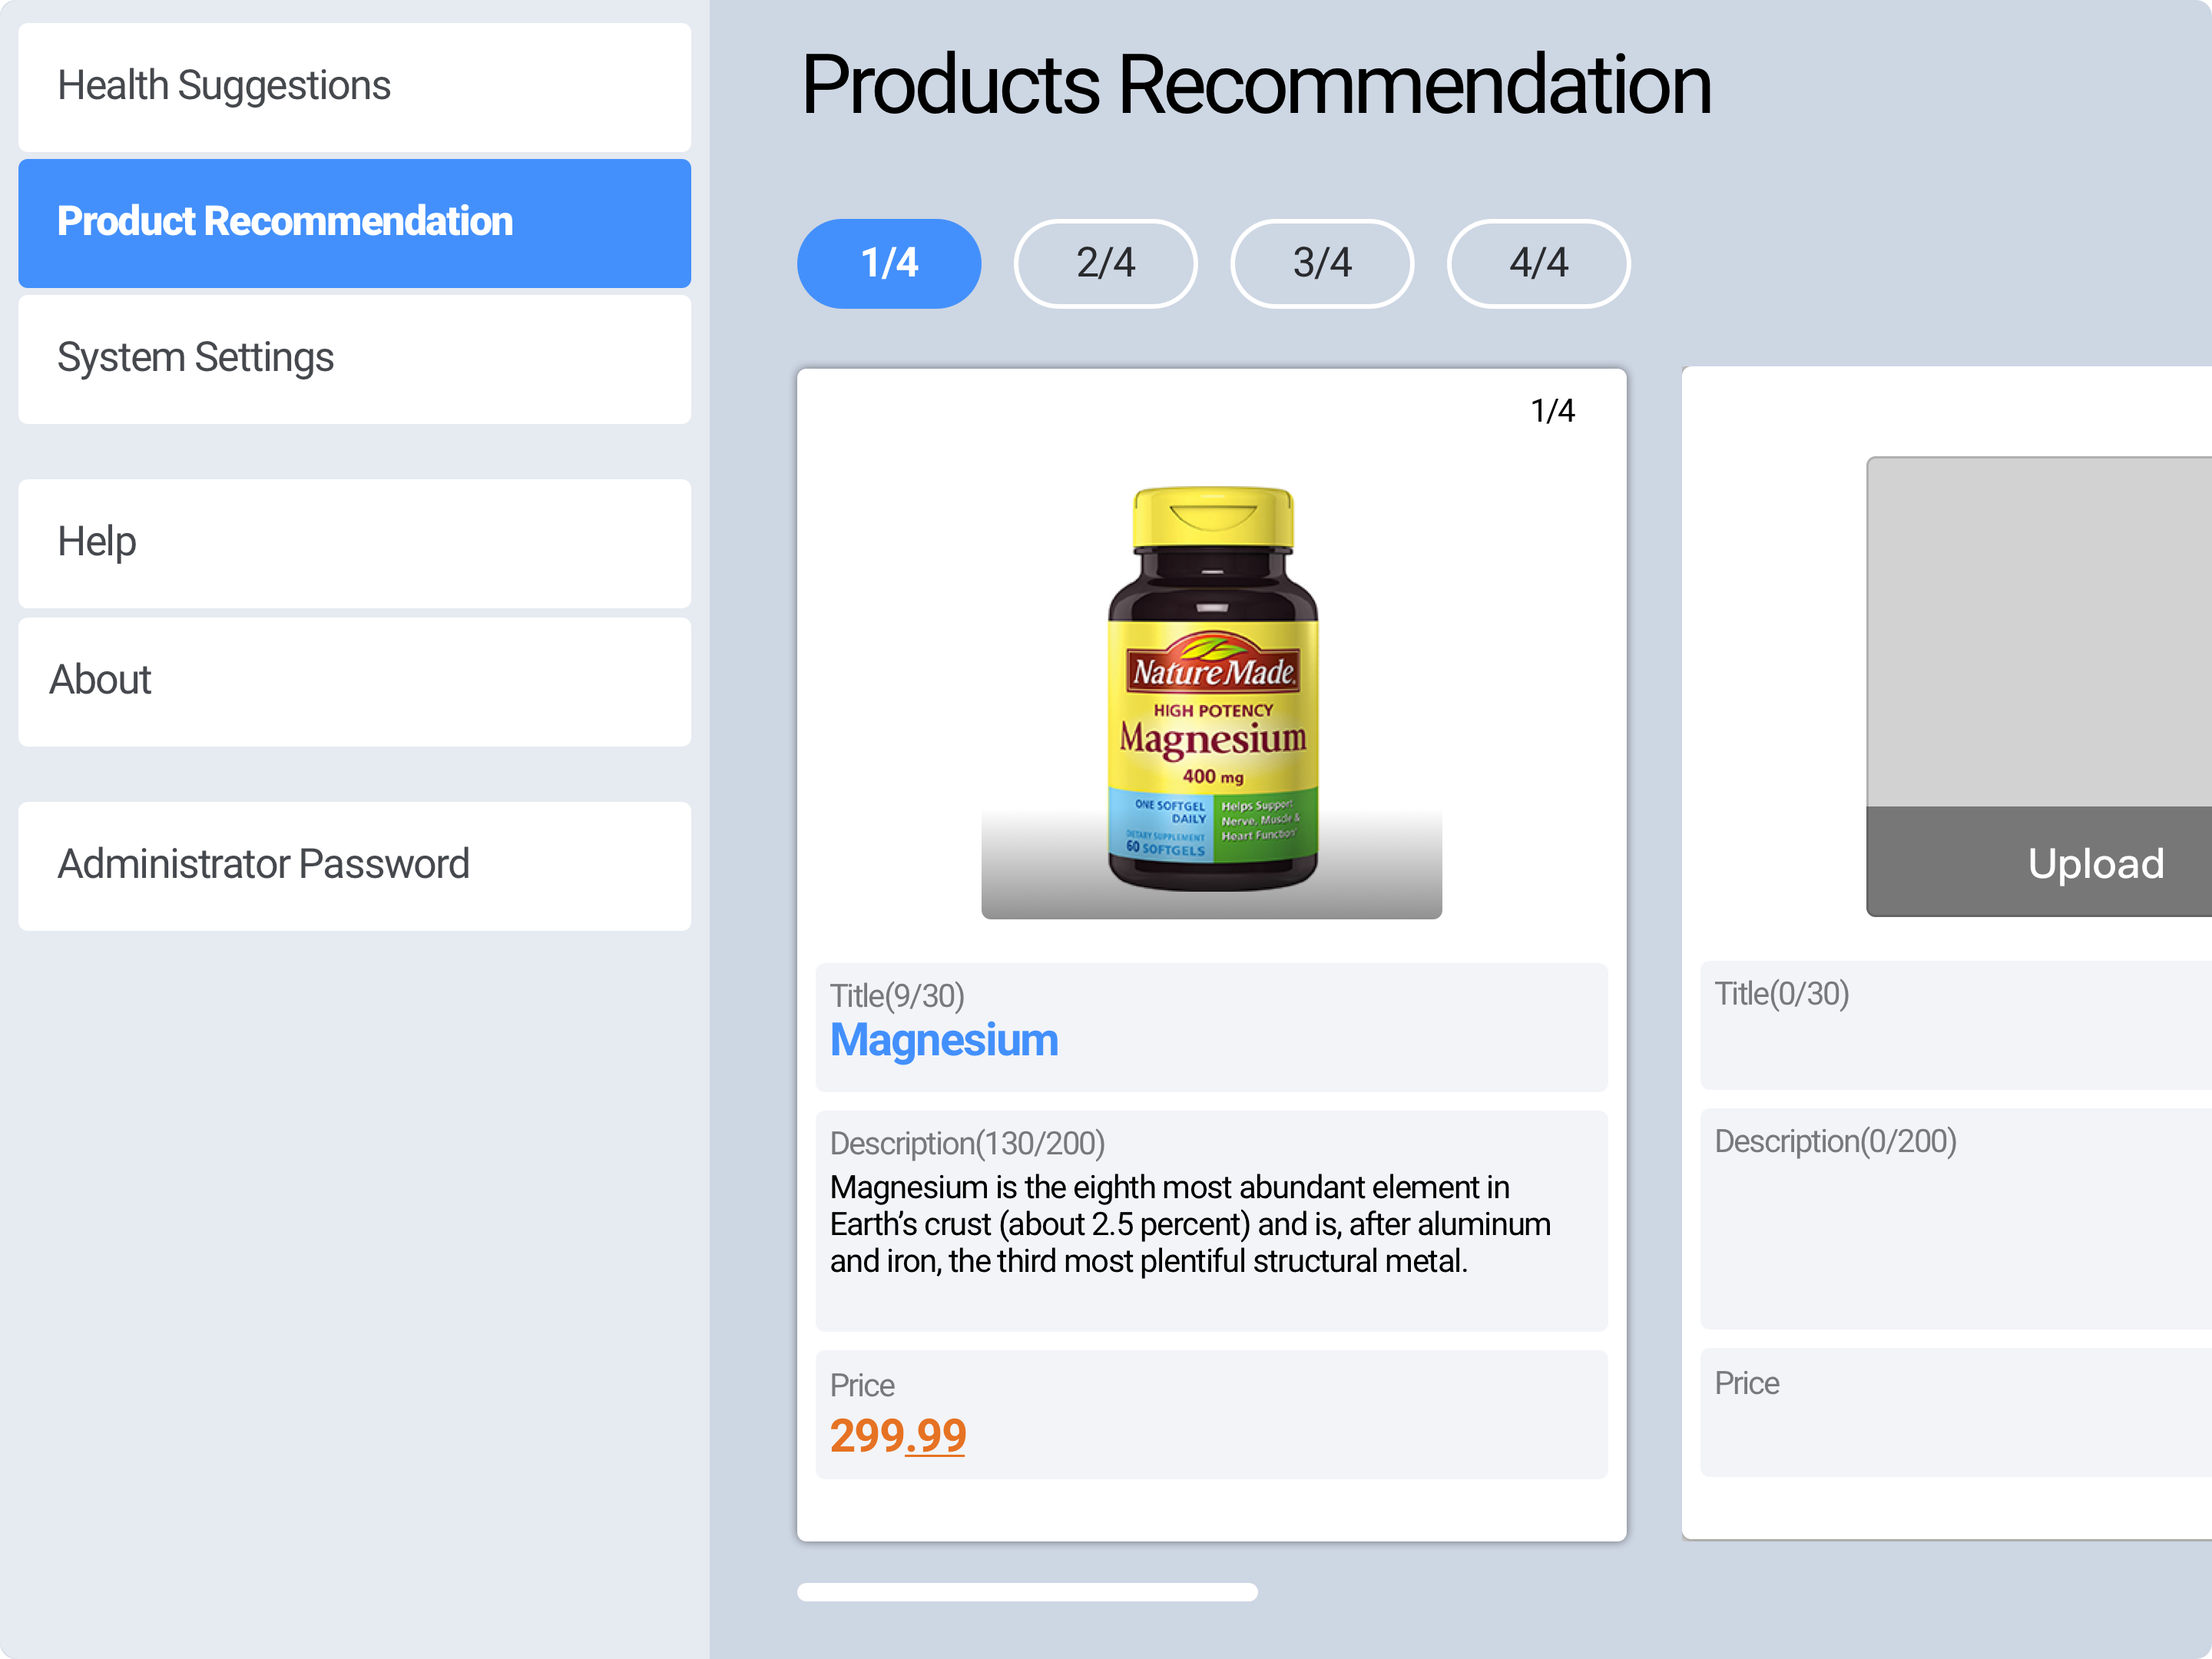 Health Suggestions
Product Recommendation
System Settings
Help
About
Administrator Password
Products Recommendation
1/4
2/4
3/4
4/4
1/4
Nature Made
HIGH POTENCY
Magnesium
400 mg
ONE SOFTGEL
DAILY
DIETARY SUPPLEMENT
60 SOFTGELS
Helps Support
Nerve, Muscle &
Heart Function
Title(9/30)
Magnesium
Description(130/200)
Magnesium is the eighth most abundant element in
Earth’s crust (about 2.5 percent) and is, after aluminum
and iron, the third most plentiful structural metal.
Price
299.99
Upload
Title(0/30)
Description(0/200)
Price